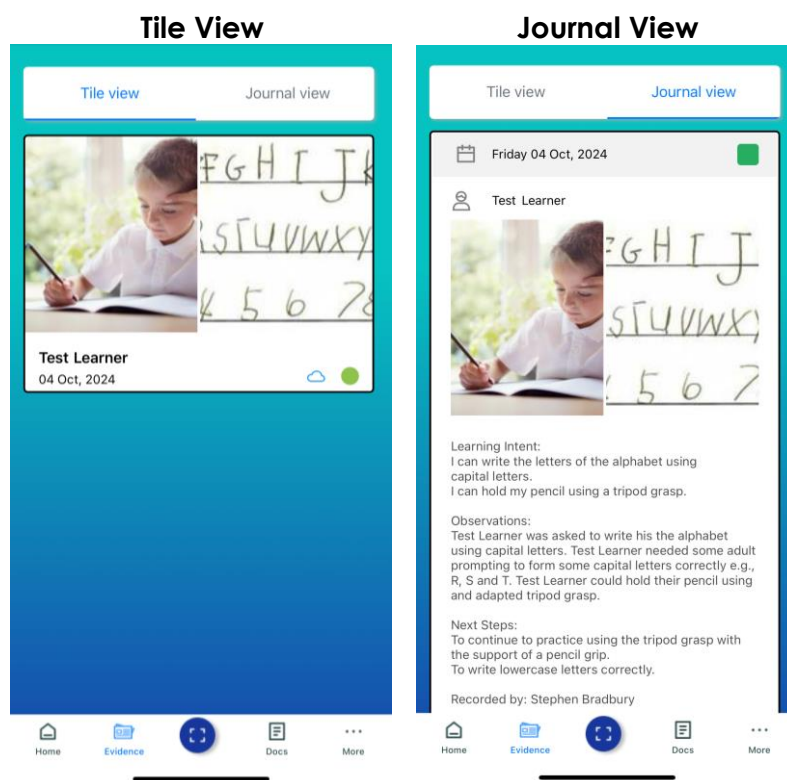 Tile View
Tile view
Journal view
F G H I J K
S T U V W X Y
5 6 7 8
Test Learner
04 Oct, 2024
Home
Evidence
Docs
More
Journal View
Tile view
Journal view
Friday 04 Oct, 2024
Test Learner
F G H I J
S T U V W X Y
5 6 7
Learning Intent:
I can write the letters of the alphabet using
capital letters.
I can hold my pencil using a tripod grasp.
Observations:
Test Learner was asked to write his the alphabet
using capital letters. Test Learner needed some adult
prompting to form some capital letters correctly e.g.,
R, S and T. Test Learner could hold their pencil using
and adapted tripod grasp.
Next Steps:
To continue to practice using the tripod grasp with
the support of a pencil grip.
To write lowercase letters correctly.
Recorded by: Stephen Bradbury
Home
Evidence
Docs
More